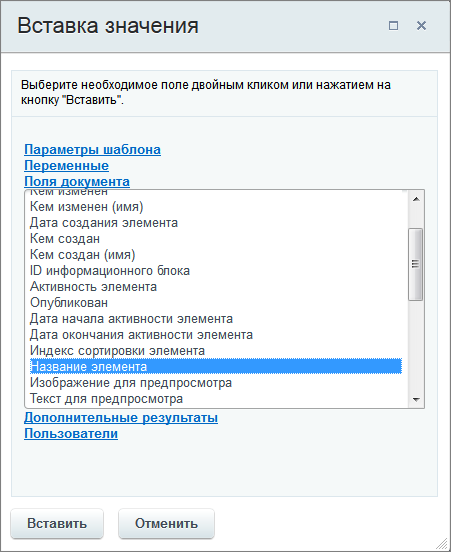 Вставка значения
Выберите необходимое поле двойным кликом или нажатием на
кнопку "Вставить".
Параметры шаблона
Переменные
Поля документа
Кем изменен
Кем изменен (имя)
Дата создания элемента
Кем создан
Кем создан (имя)
ID информационного блока
Активность элемента
Опубликован
Дата начала активности элемента
Дата окончания активности элемента
Индекс сортировки элемента
Название элемента
Изображение для предпросмотра
Текст для предпросмотра
Дополнительные результаты
Пользователи
Вставить Отменить